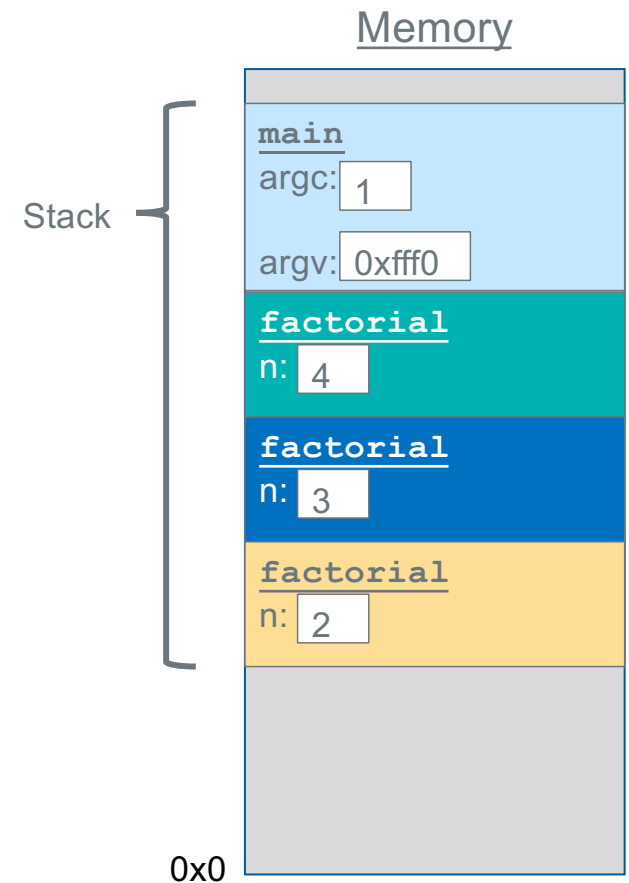 Memory
main
argc: 1
Stack
argv: 0xfff0
factorial
n: 4
factorial
n: 3
factorial
n: 2
0x0